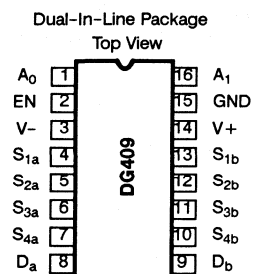 Dual-In-Line Package
Top View
A0 1 16 A1
EN 2 15 GND
V- 3 14 V+
S1a 4 13 S1b
S2a 5 12 S2b
S3a 6 11 S3b
S4a 7 10 S4b
Da 8 9 Db
DG409